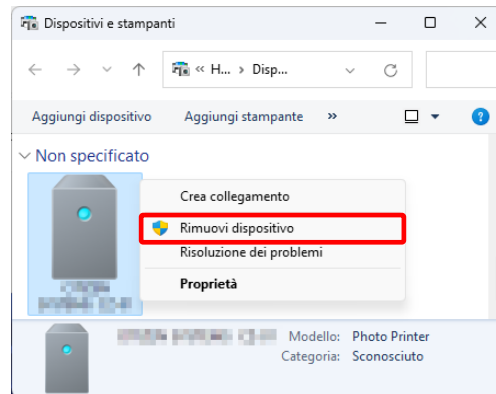 Dispositivi e stampanti
« H... › Disp...
Aggiungi dispositivo Aggiungi stampante »
Non specificato
Crea collegamento
Rimuovi dispositivo
Risoluzione dei problemi
Proprietà
Modello: Photo Printer
Categoria: Sconosciuto